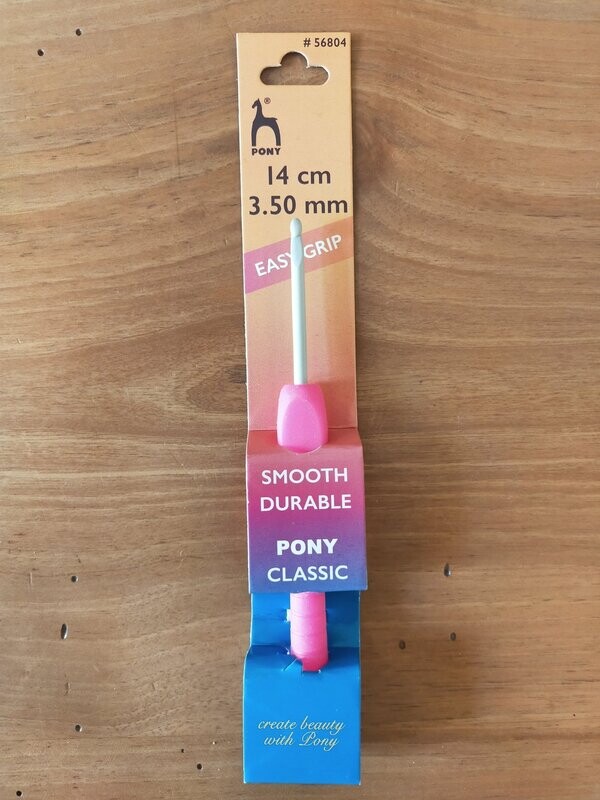 # 56804
®
PONY
14 cm
3.50 mm
EASY GRIP
SMOOTH
DURABLE
PONY
CLASSIC
create beauty
with Pony